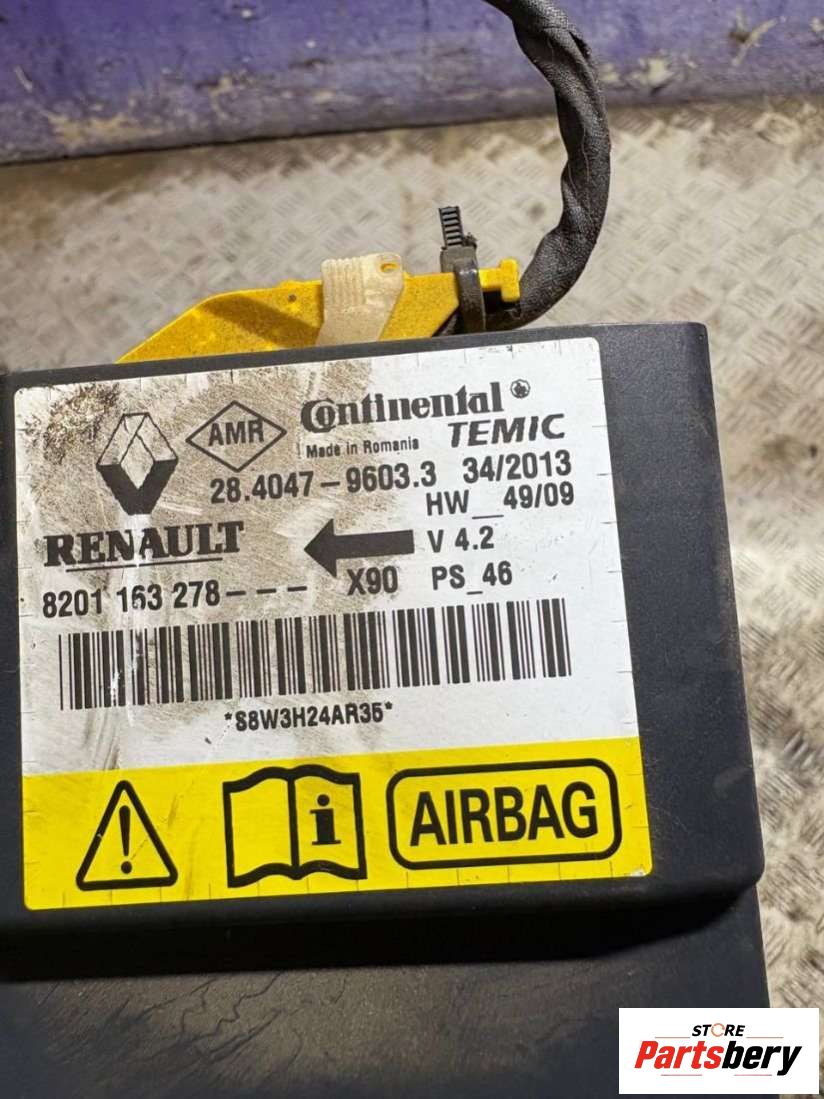 AMR
Continental
Made in Romania TEMIC
28.4047-9603.3 34/2013
HW__49/09
RENAULT
V 4.2
8201 163 278--- X90 PS_46
*S8W3H24AR35*
i
AIRBAG
STORE
Partsbery